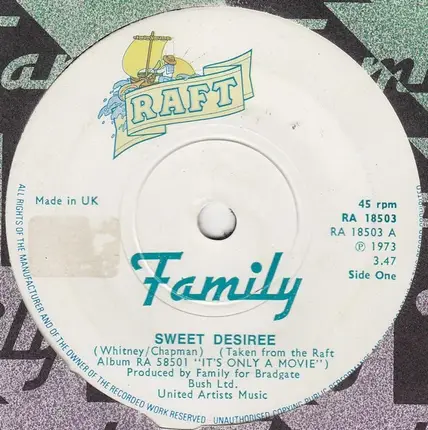 RAFT
Made in UK
45 rpm
RA 18503
RA 18503 A
℗ 1973
3.47
Side One
Family
SWEET DESIREE
(Whitney/Chapman) (Taken from the Raft
Album RA 58501 "IT'S ONLY A MOVIE")
Produced by Family for Bradgate
Bush Ltd.
United Artists Music
ALL RIGHTS OF THE MANUFACTURER AND OF THE OWNER OF THE RECORDED WORK RESERVED
UNAUTHORISED COPYING PUBLIC